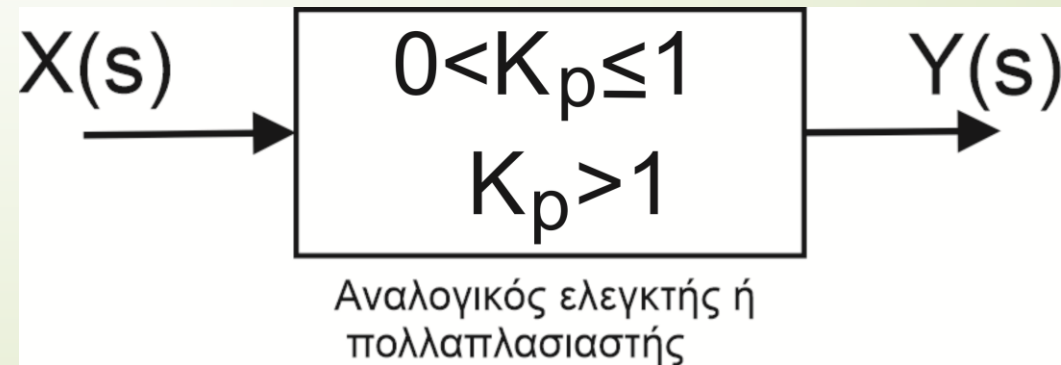 X(s)
0<Kp≤1
Y(s)
Kp>1
Αναλογικός ελεγκτής ή
πολλαπλασιαστής